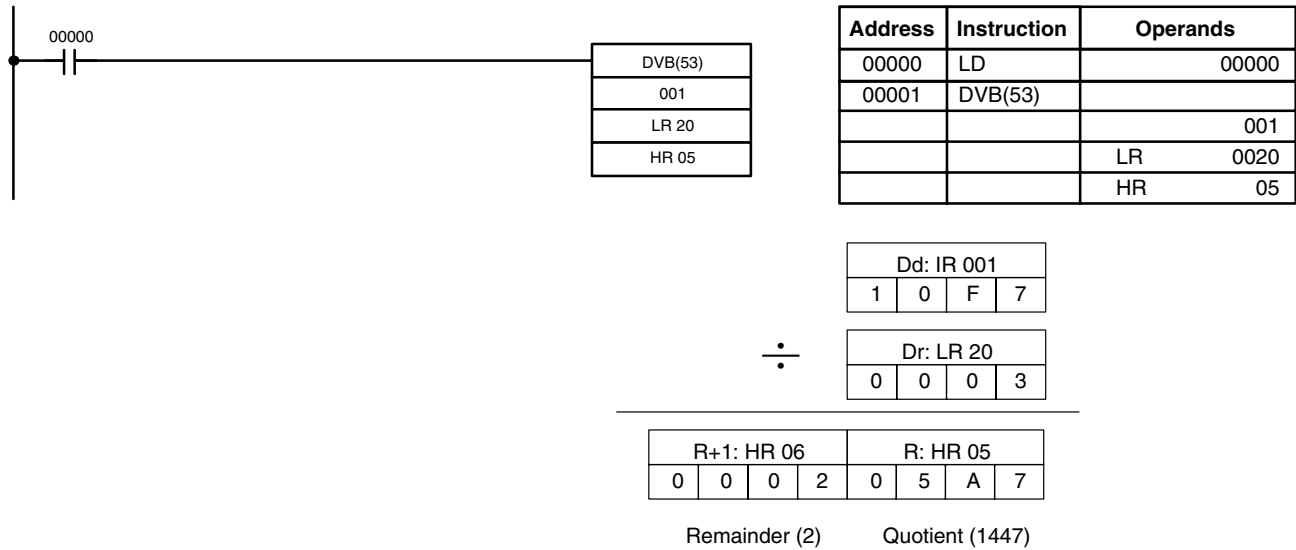 00000
DVB(53)
001
LR 20
HR 05
Address Instruction Operands
00000 LD 00000
00001 DVB(53)
001
LR 0020
HR 05
Dd: IR 001
1 0 F 7
÷
Dr: LR 20
0 0 0 3
R+1: HR 06 R: HR 05
0 0 0 2 0 5 A 7
Remainder (2) Quotient (1447)